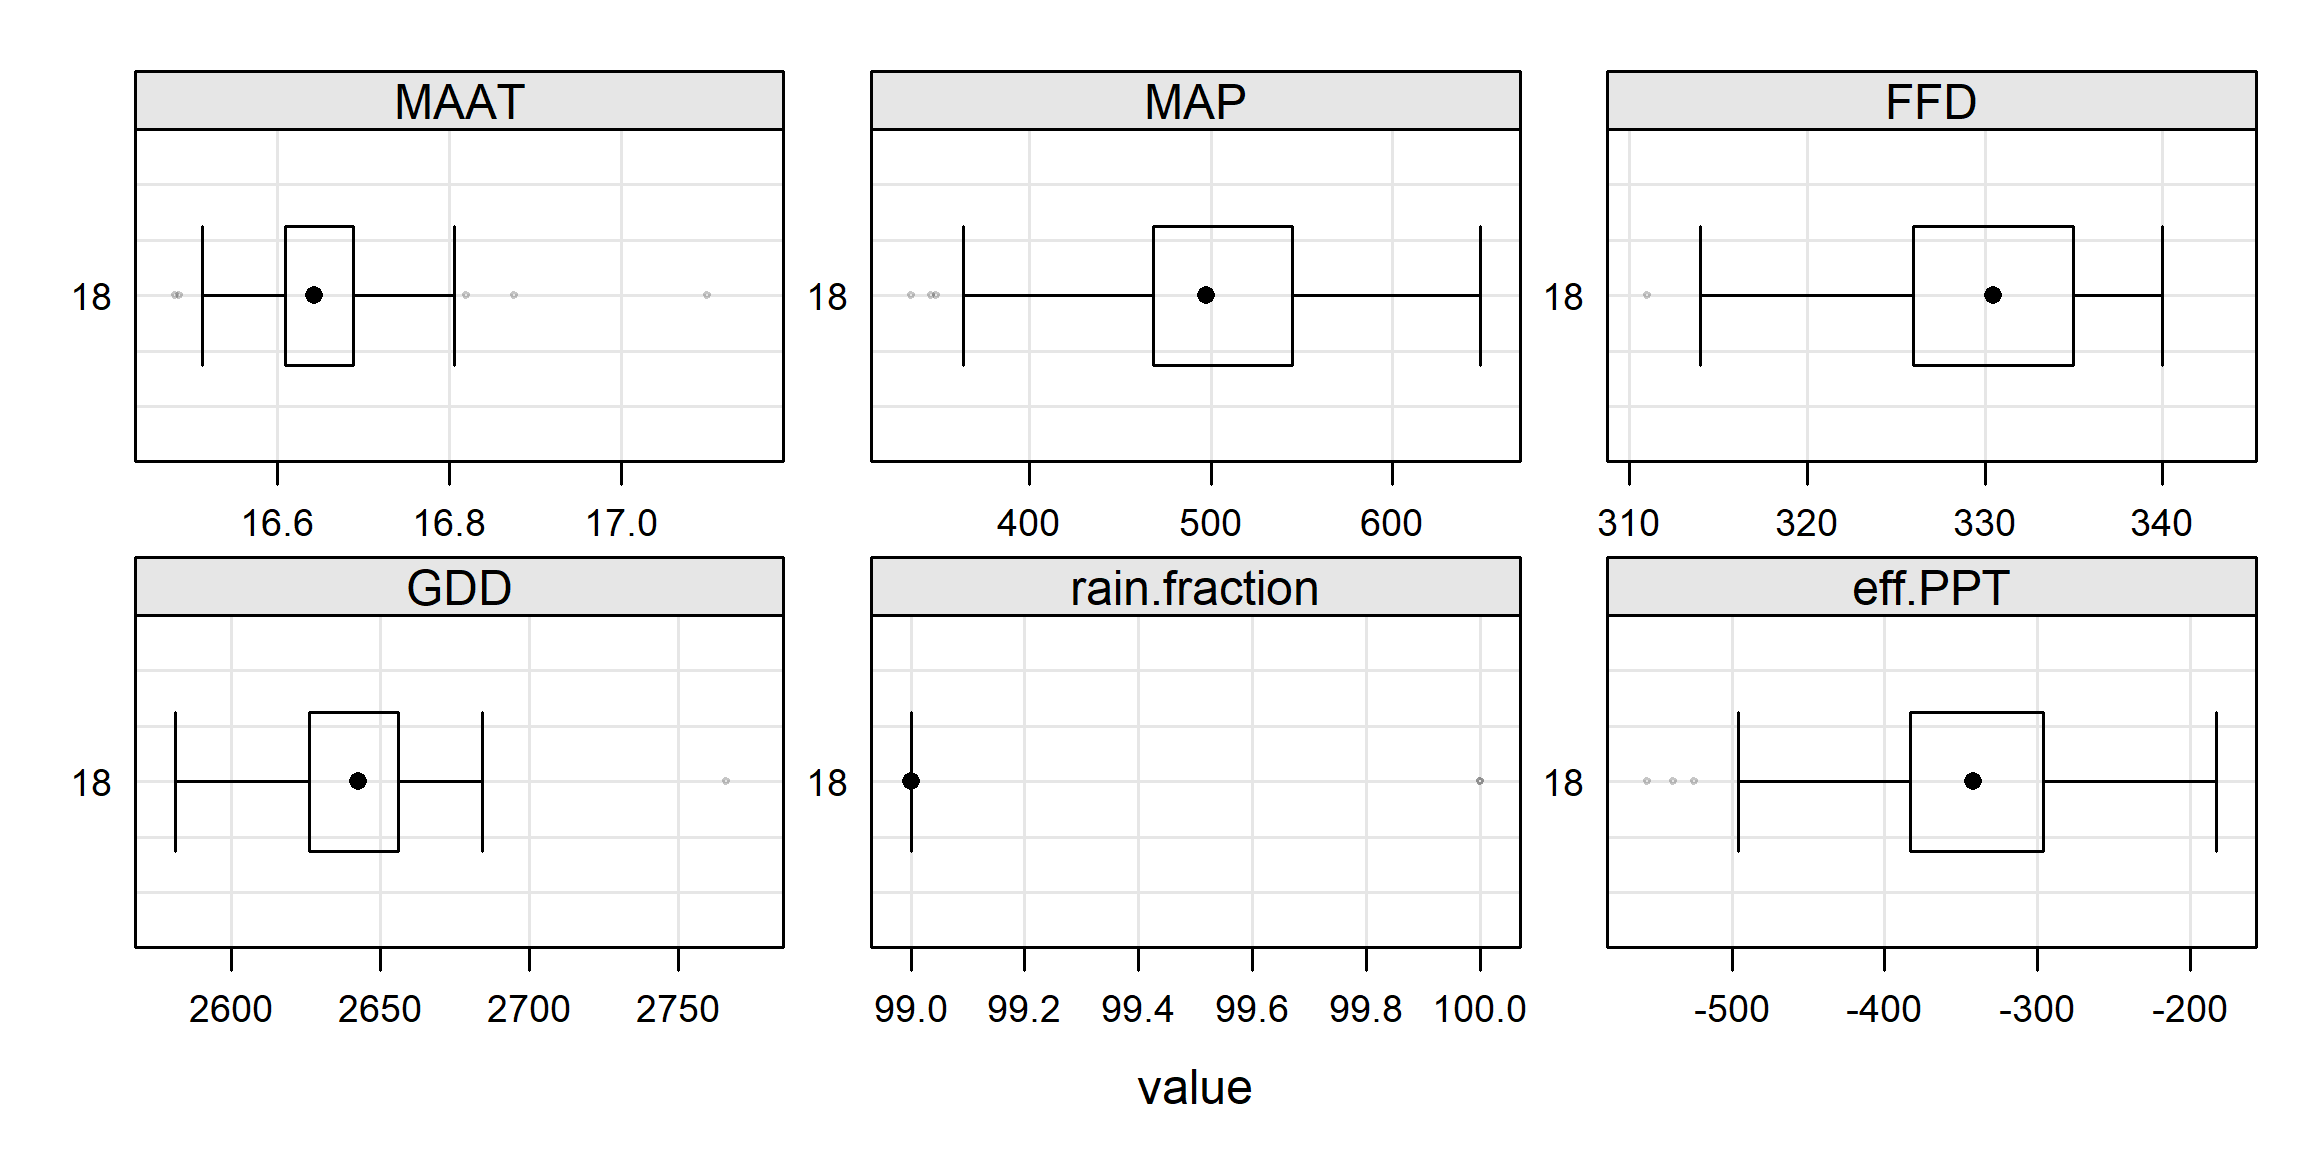 MAAT MAP FFD
18 18 18
16.6 16.8 17.0 400 500 600 310 320 330 340
GDD rain.fraction eff.PPT
18 18 18
2600 2650 2700 2750 99.0 99.2 99.4 99.6 99.8 100.0 -500 -400 -300 -200
value